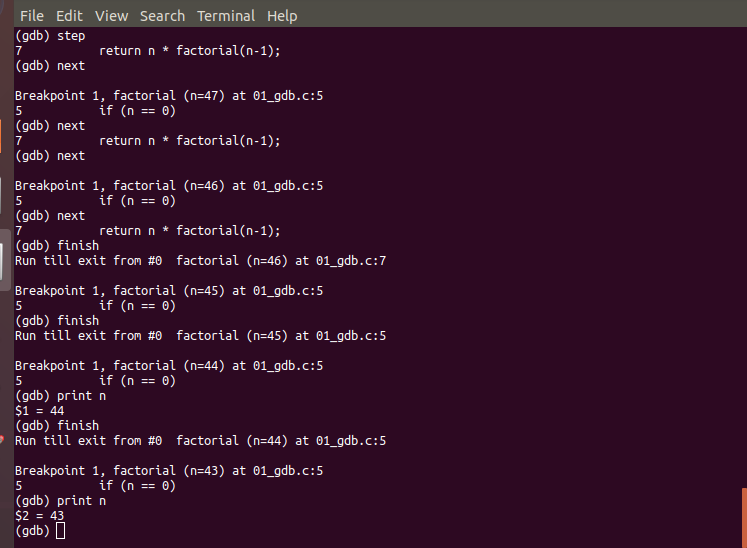 File Edit View Search Terminal Help
(gdb) step
7           return n * factorial(n-1);
(gdb) next

Breakpoint 1, factorial (n=47) at 01_gdb.c:5
5           if (n == 0)
(gdb) next
7           return n * factorial(n-1);
(gdb) next

Breakpoint 1, factorial (n=46) at 01_gdb.c:5
5           if (n == 0)
(gdb) next
7           return n * factorial(n-1);
(gdb) finish
Run till exit from #0  factorial (n=46) at 01_gdb.c:7

Breakpoint 1, factorial (n=45) at 01_gdb.c:5
5           if (n == 0)
(gdb) finish
Run till exit from #0  factorial (n=45) at 01_gdb.c:5

Breakpoint 1, factorial (n=44) at 01_gdb.c:5
5           if (n == 0)
(gdb) print n
$1 = 44
(gdb) finish
Run till exit from #0  factorial (n=44) at 01_gdb.c:5

Breakpoint 1, factorial (n=43) at 01_gdb.c:5
5           if (n == 0)
(gdb) print n
$2 = 43
(gdb)